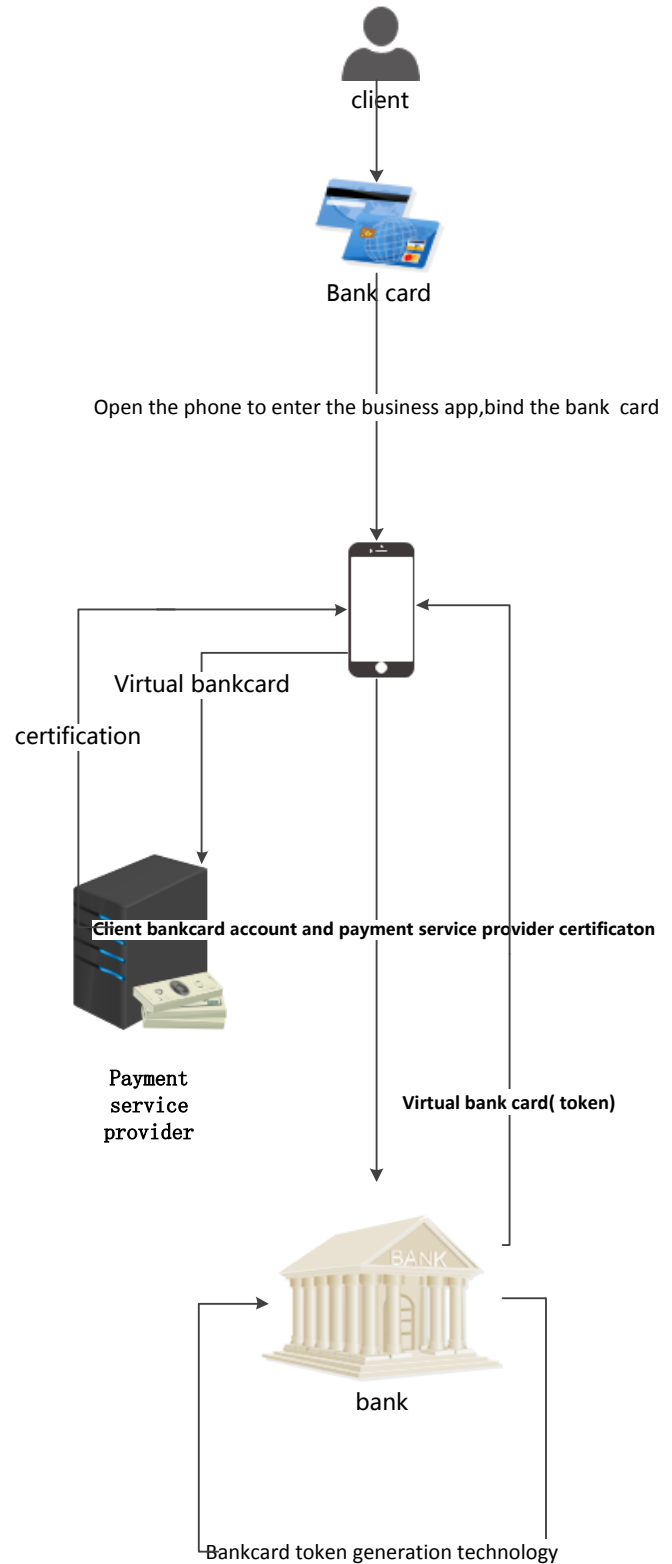 client
Bank card
Open the phone to enter the business app,bind the bank  card
Virtual bankcard
certification
Client bankcard account and payment service provider certificaton
Payment
service
provider
Virtual bank card( token)
BANK
bank
Bankcard token generation technology